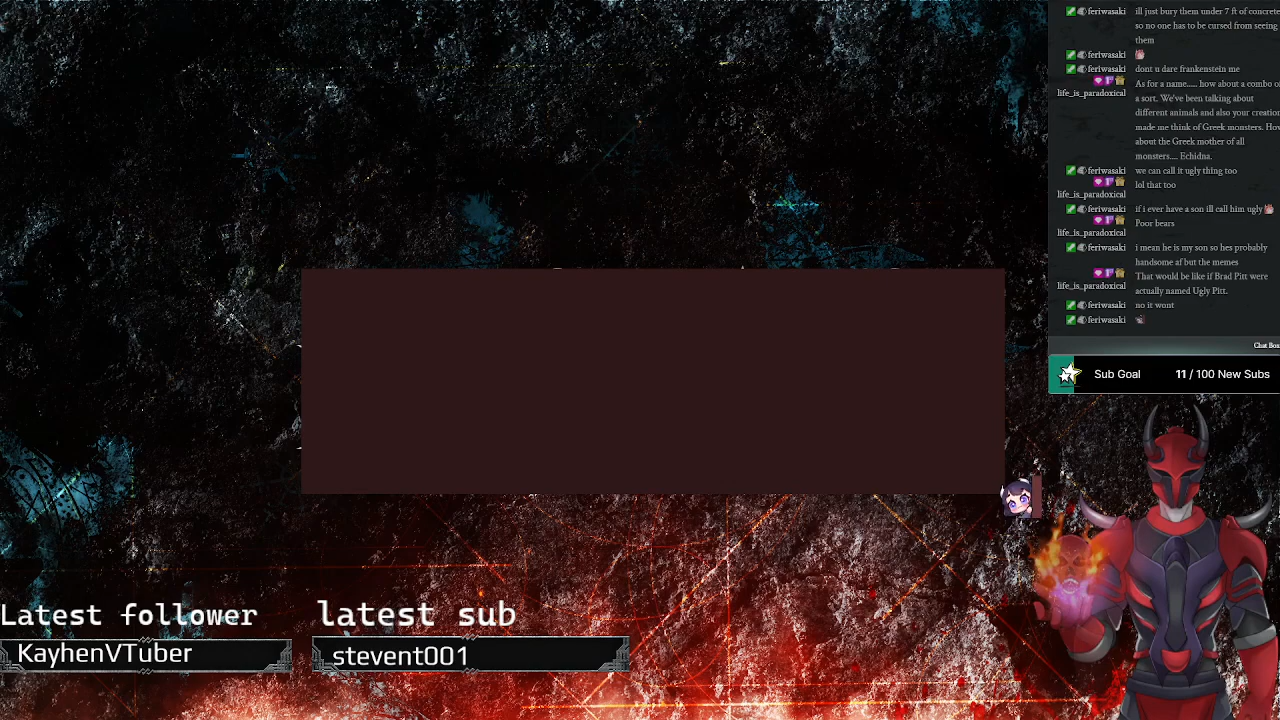 feriwasaki ill just bury them under 7 ft of concrete
so no one has to be cursed from seeing
them
feriwasaki
feriwasaki dont u dare frankenstein me
life_is_paradoxical As for a name..... how about a combo of
a sort. We've been talking about
different animals and also your creation
made me think of Greek monsters. How
about the Greek mother of all
monsters.... Echidna.
feriwasaki we can call it ugly thing too
life_is_paradoxical lol that too
feriwasaki if i ever have a son ill call him ugly
life_is_paradoxical Poor bears
feriwasaki i mean he is my son so hes probably
handsome af but the memes
life_is_paradoxical That would be like if Brad Pitt were
actually named Ugly Pitt.
feriwasaki no it wont
feriwasaki
Chat Box
Sub Goal 11 / 100 New Subs
Latest follower
KayhenVTuber
latest sub
stevent001